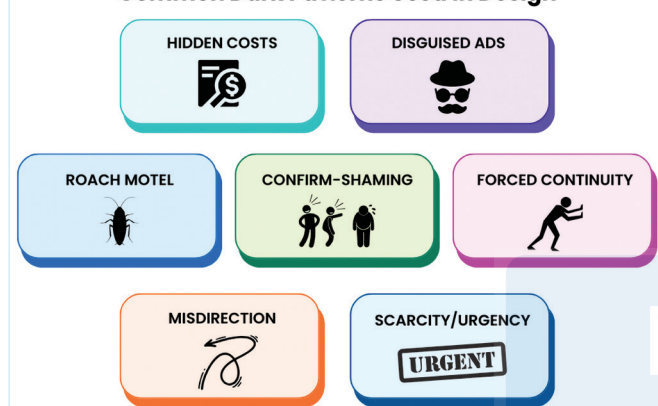 HIDDEN COSTS
DISGUISED ADS
ROACH MOTEL
CONFIRM-SHAMING
FORCED CONTINUITY
MISDIRECTION
SCARCITY/URGENCY
URGENT